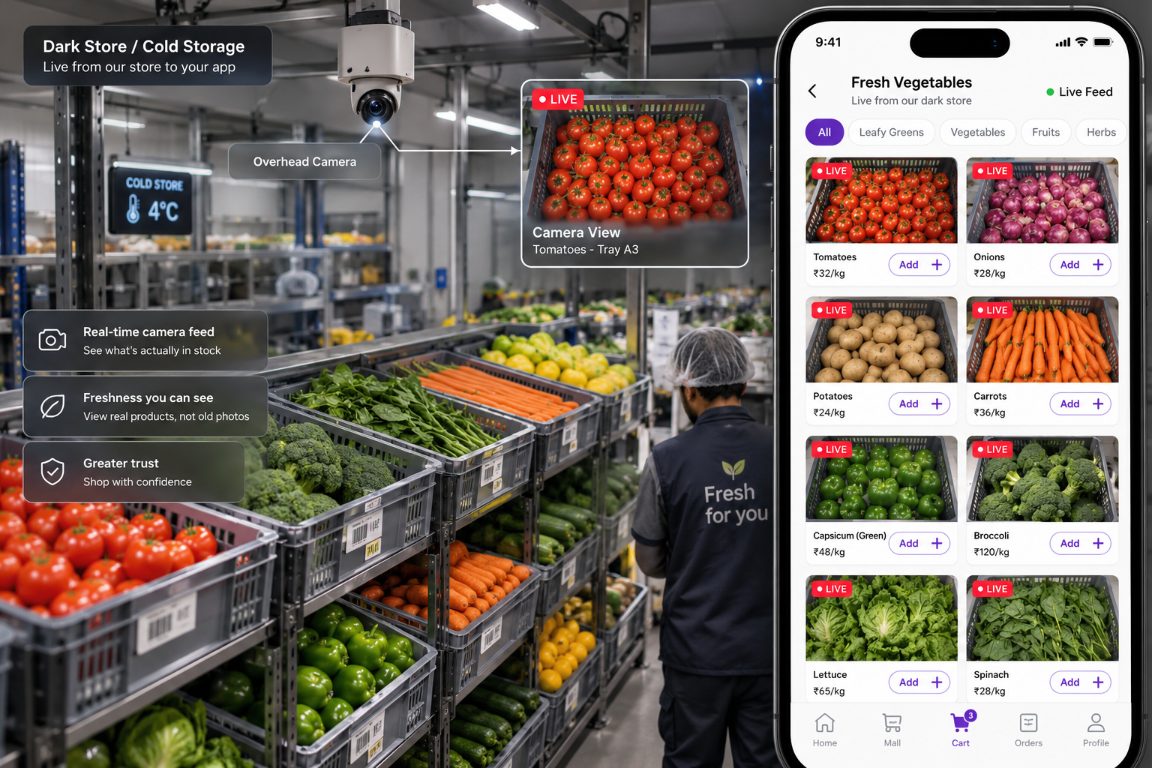 Dark Store / Cold Storage
Live from our store to your app
Overhead Camera
COLD STORE
4°C
LIVE
Camera View
Tomatoes - Tray A3
Real-time camera feed
See what's actually in stock
Freshness you can see
View real products, not old photos
Greater trust
Shop with confidence
Fresh
for you
9:41
Fresh Vegetables
Live from our dark store
Live Feed
All
Leafy Greens
Vegetables
Fruits
Herbs
LIVE
LIVE
Tomatoes
₹32/kg
Add +
Onions
₹28/kg
Add +
LIVE
LIVE
Potatoes
₹24/kg
Add +
Carrots
₹36/kg
Add +
LIVE
LIVE
Capsicum (Green)
₹48/kg
Add +
Broccoli
₹120/kg
Add +
LIVE
LIVE
Lettuce
₹65/kg
Add +
Spinach
₹28/kg
Add +
Home
Mall
3
Cart
Orders
Profile